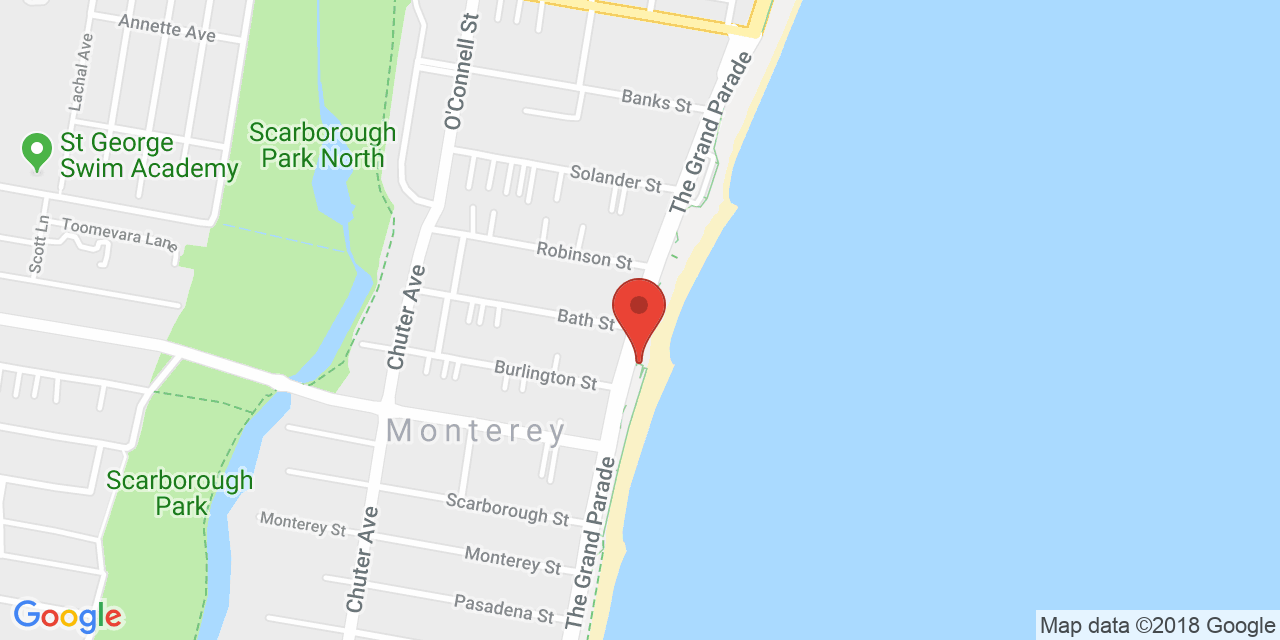 Annette Ave
Lachal Ave
O'Connell St
Banks St
The Grand Parade
St George
Swim Academy
Scarborough
Park North
Solander St
Scott Ln
Toomevara Lane
Robinson St
Chuter Ave
Bath St
Burlington St
Monterey
Scarborough
Park
Scarborough St
The Grand Parade
Monterey St
Monterey St
Chuter Ave
Pasadena St
Google
Map data ©2018 Google